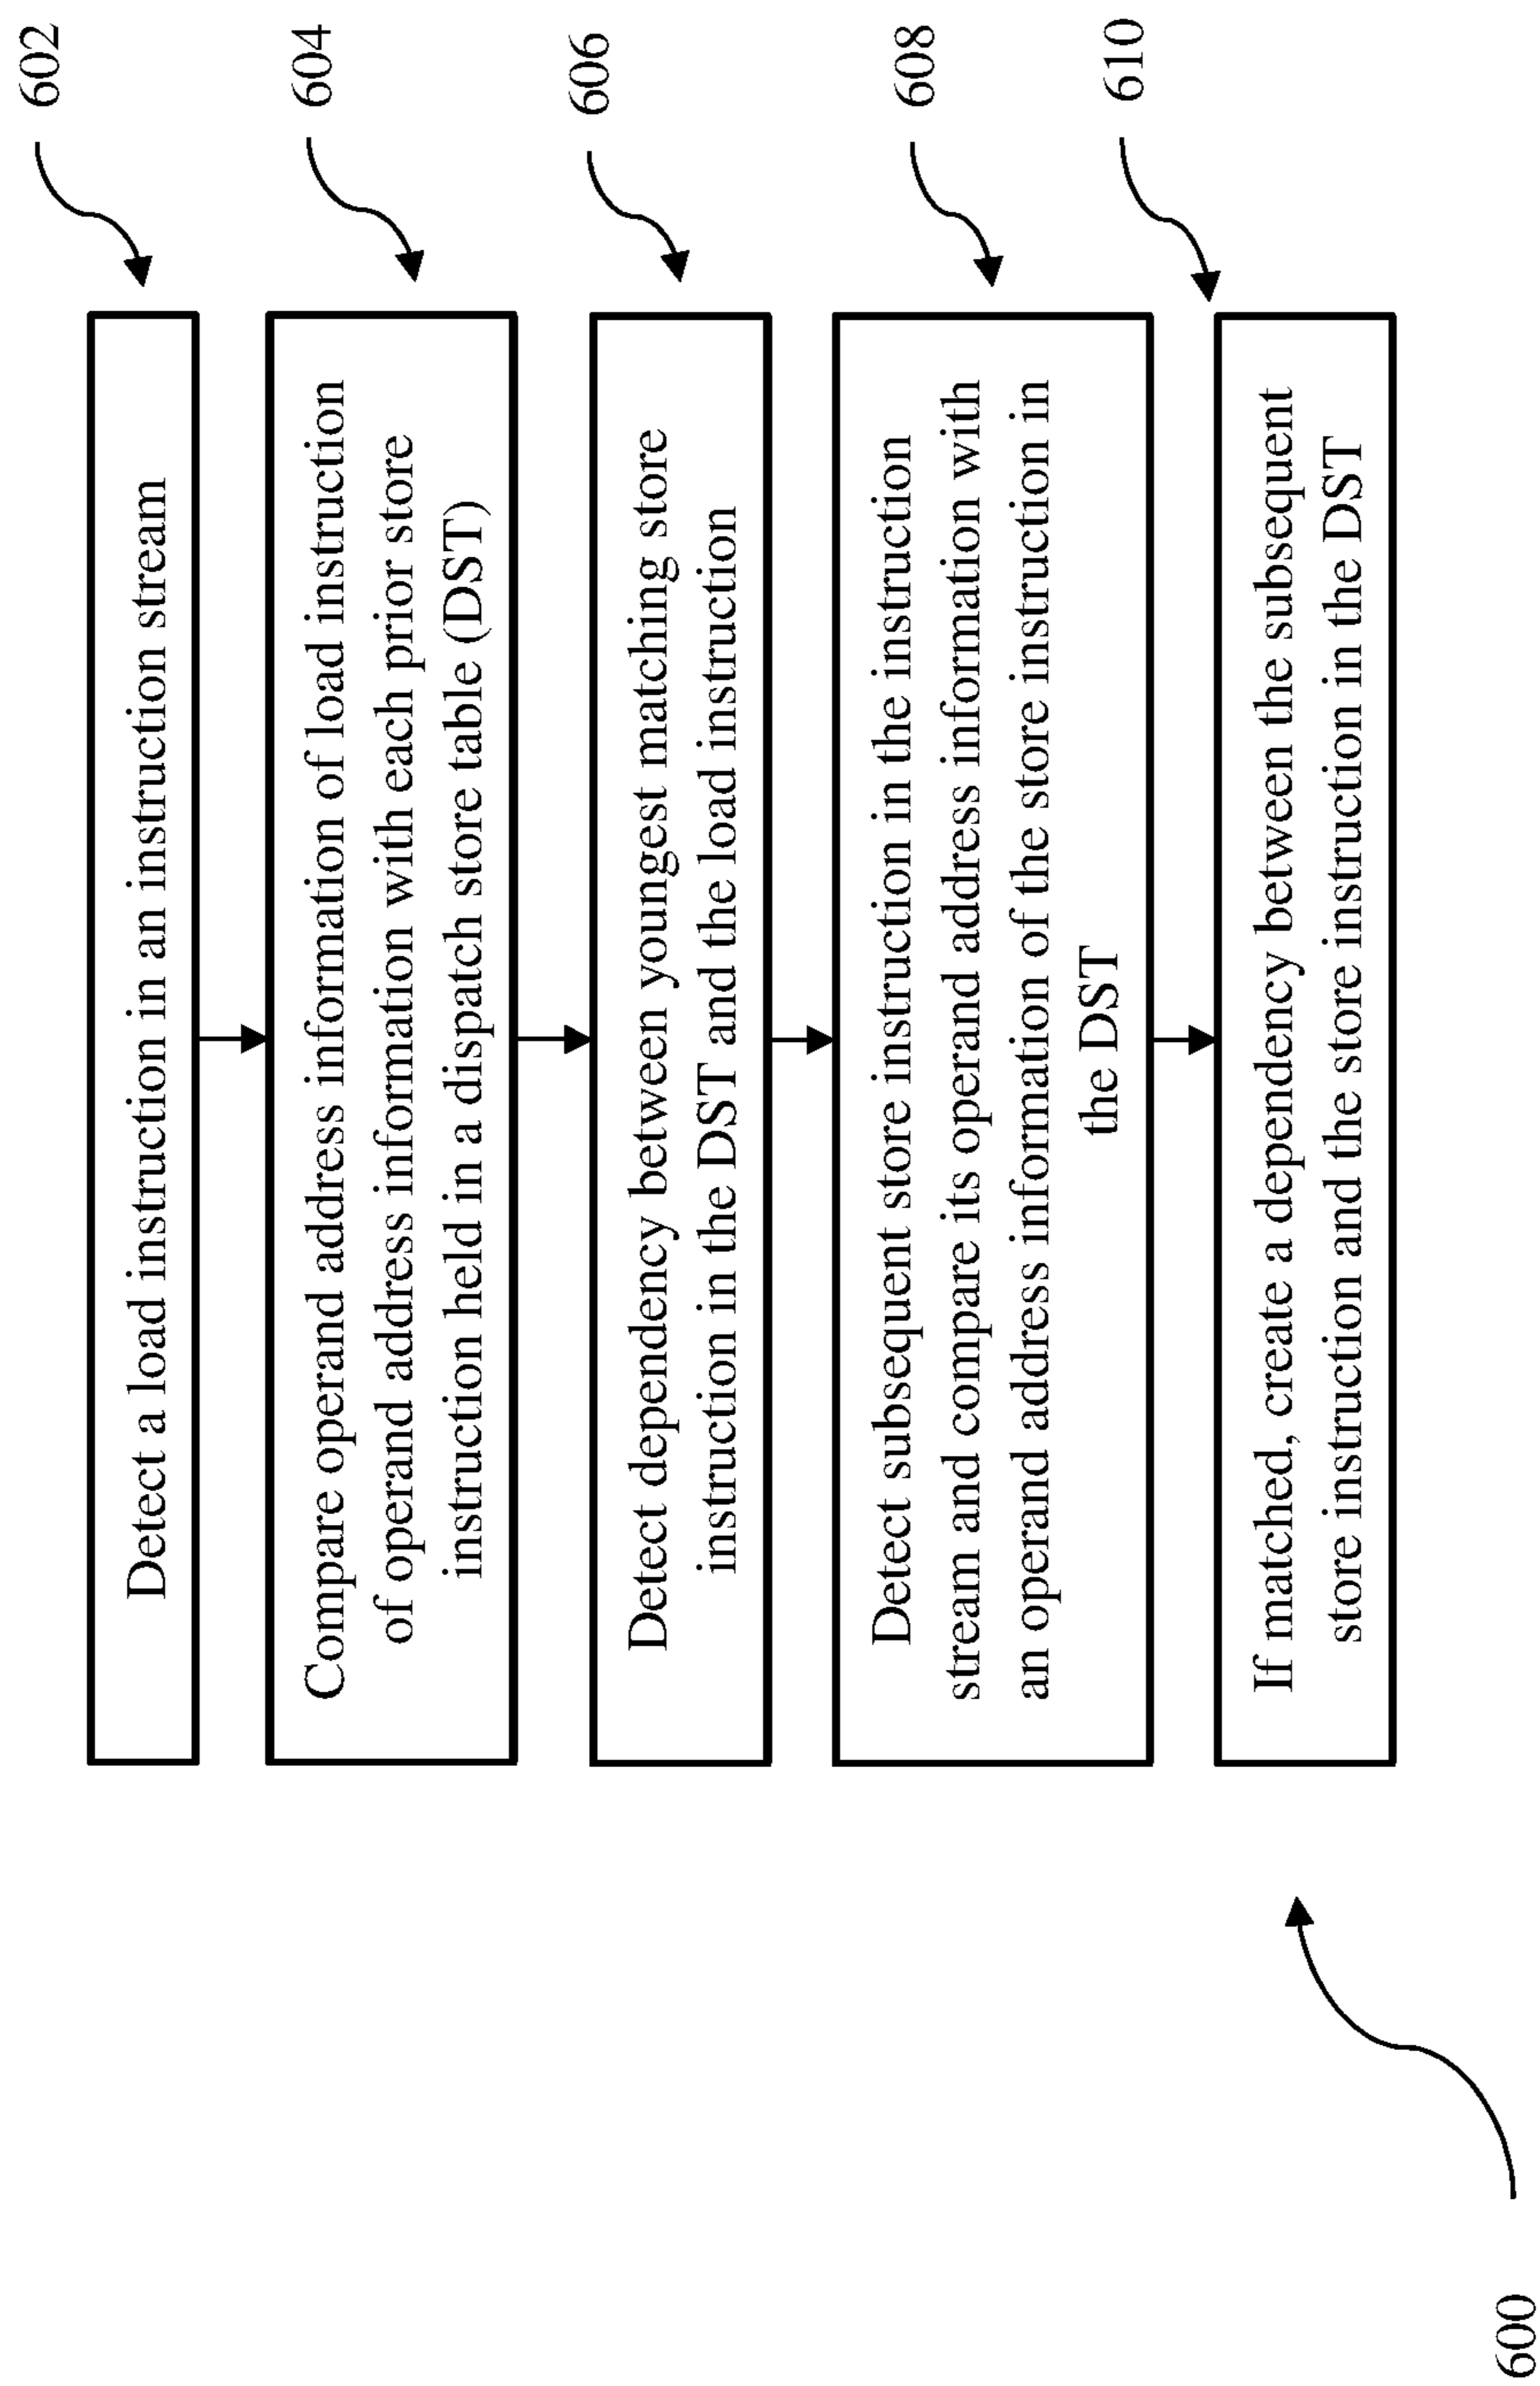 Detect a load instruction in an instruction stream
602
Compare operand address information of load instruction
of operand address information with each prior store
instruction held in a dispatch store table (DST)
604
Detect dependency between youngest matching store
instruction in the DST and the load instruction
606
Detect subsequent store instruction in the instruction
stream and compare its operand address information with
an operand address information of the store instruction in
the DST
608
If matched, create a dependency between the subsequent
store instruction and the store instruction in the DST
610
600